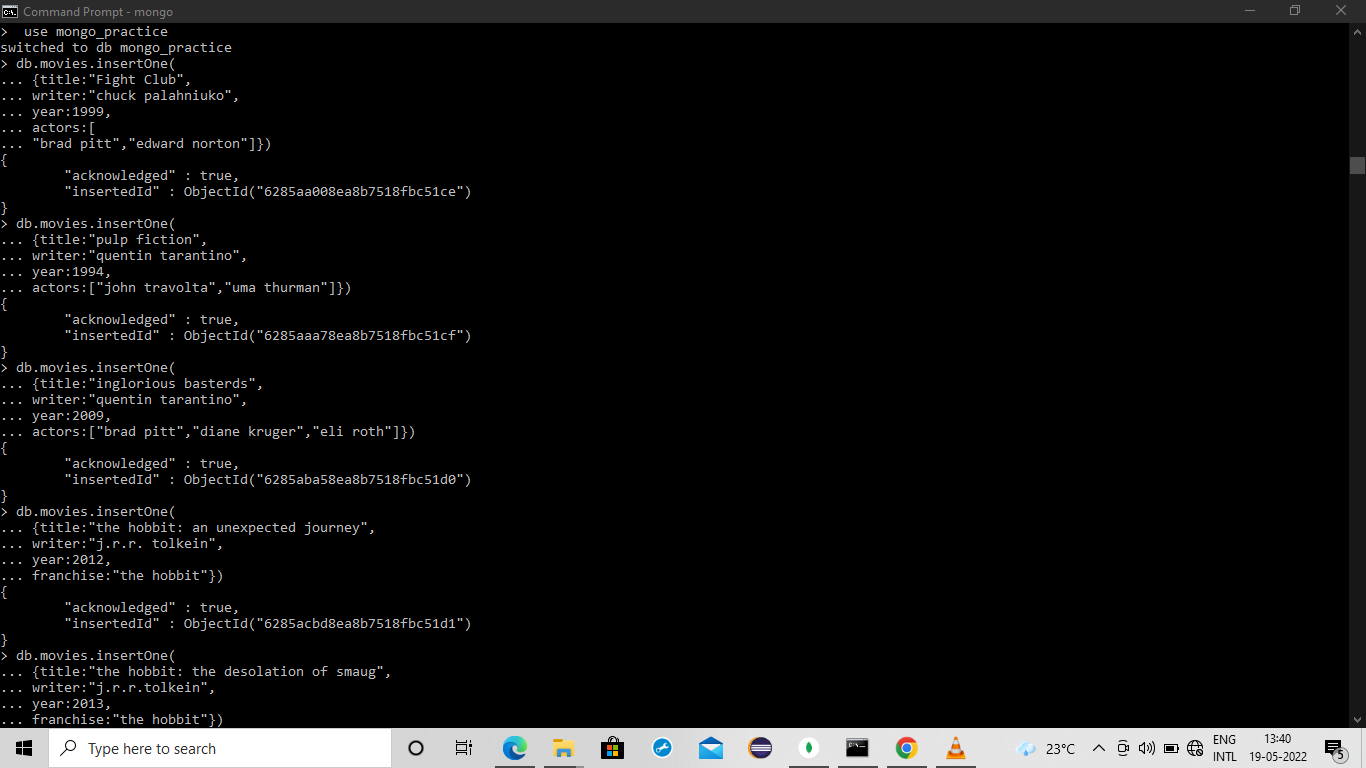 Command Prompt - mongo
>  use mongo_practice
switched to db mongo_practice
> db.movies.insertOne(
... {title:"Fight Club",
... writer:"chuck palahniuko",
... year:1999,
... actors:[
... "brad pitt","edward norton"]})
{
        "acknowledged" : true,
        "insertedId" : ObjectId("6285aa008ea8b7518fbc51ce")
}
> db.movies.insertOne(
... {title:"pulp fiction",
... writer:"quentin tarantino",
... year:1994,
... actors:["john travolta","uma thurman"]})
{
        "acknowledged" : true,
        "insertedId" : ObjectId("6285aaa78ea8b7518fbc51cf")
}
> db.movies.insertOne(
... {title:"inglorious basterds",
... writer:"quentin tarantino",
... year:2009,
... actors:["brad pitt","diane kruger","eli roth"]})
{
        "acknowledged" : true,
        "insertedId" : ObjectId("6285aba58ea8b7518fbc51d0")
}
> db.movies.insertOne(
... {title:"the hobbit: an unexpected journey",
... writer:"j.r.r. tolkein",
... year:2012,
... franchise:"the hobbit"})
{
        "acknowledged" : true,
        "insertedId" : ObjectId("6285acbd8ea8b7518fbc51d1")
}
> db.movies.insertOne(
... {title:"the hobbit: the desolation of smaug",
... writer:"j.r.r.tolkein",
... year:2013,
... franchise:"the hobbit"})
Type here to search
23°C
ENG
INTL
13:40
19-05-2022
5